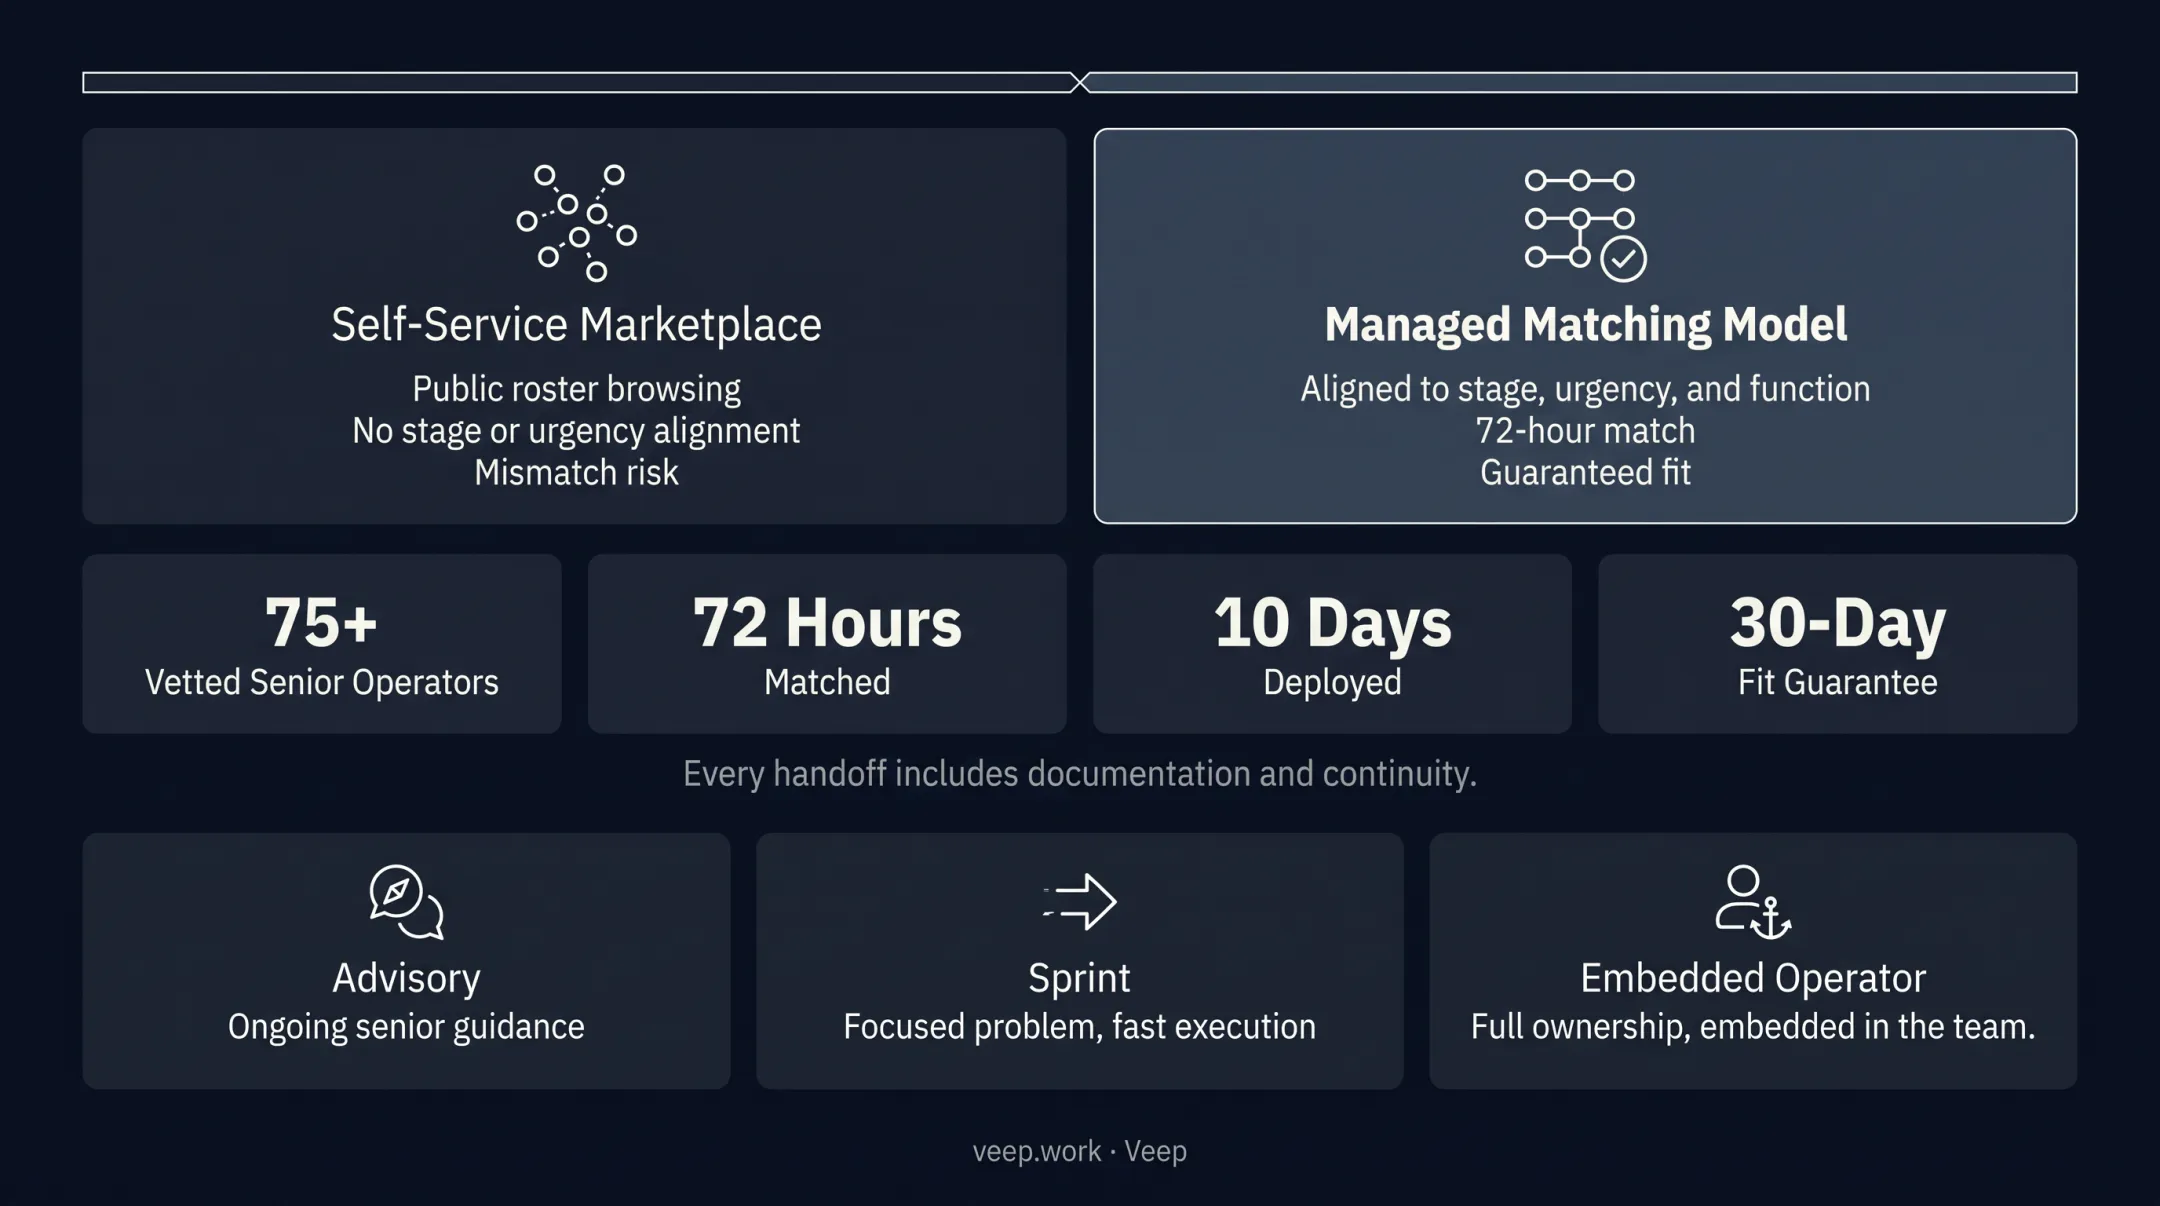 Self-Service Marketplace
Public roster browsing
No stage or urgency alignment
Mismatch risk
Managed Matching Model
Aligned to stage, urgency, and function
72-hour match
Guaranteed fit
75+
Vetted Senior Operators
72 Hours
Matched
10 Days
Deployed
30-Day
Fit Guarantee
Every handoff includes documentation and continuity.
Advisory
Ongoing senior guidance
Sprint
Focused problem, fast execution
Embedded Operator
Full ownership, embedded in the team.
veep.work · Veep